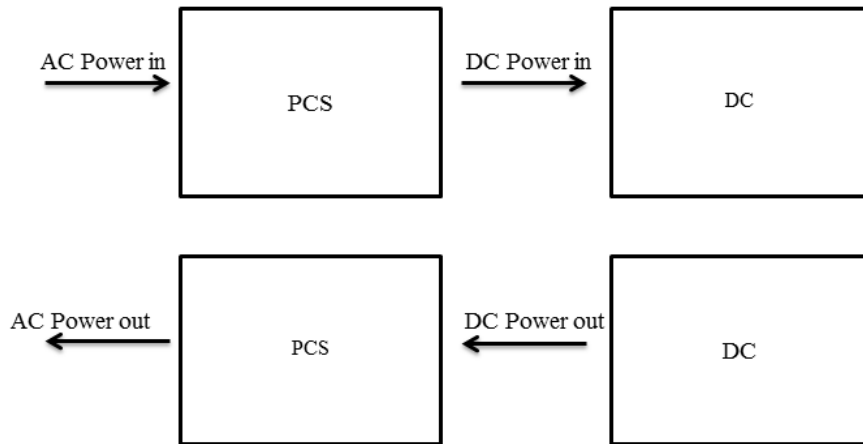 AC Power in
PCS
DC Power in
DC
AC Power out
PCS
DC Power out
DC